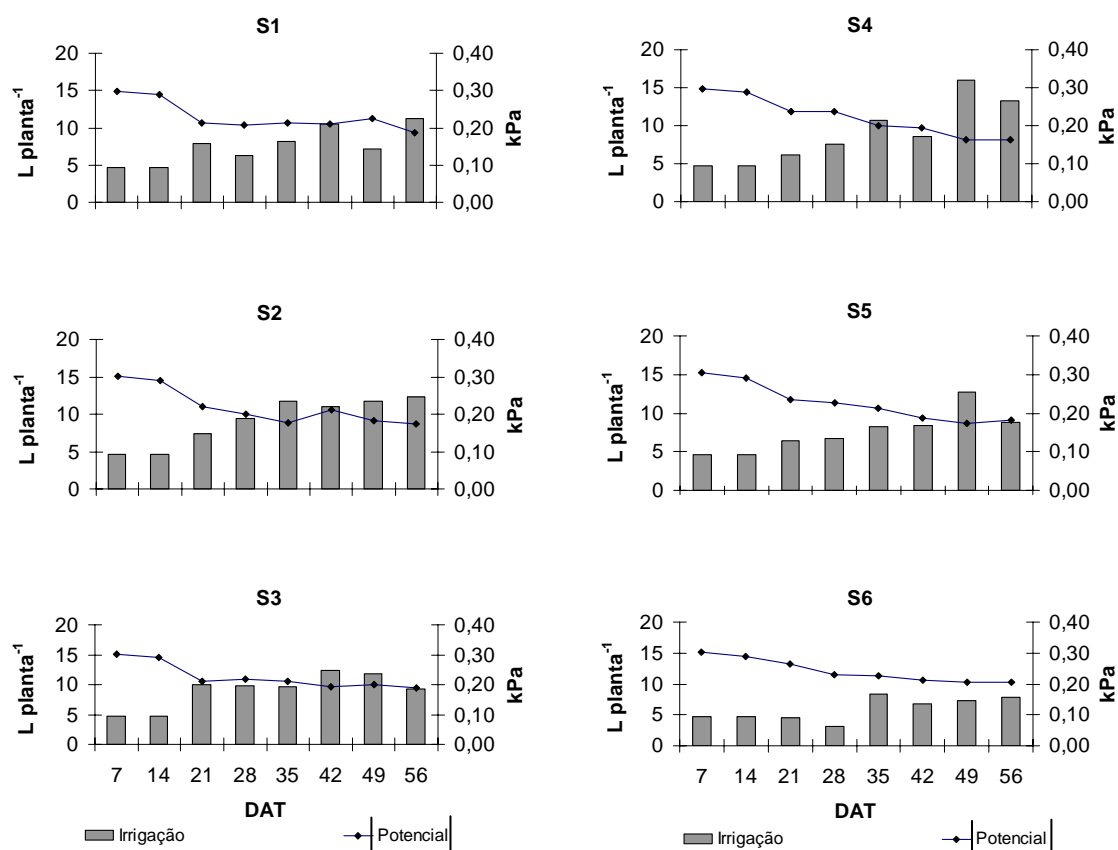 S1
20
15
10
5
0
L planta-1
0,40
0,30
0,20
0,10
0,00
kPa
S4
20
15
10
5
0
L planta-1
0,40
0,30
0,20
0,10
0,00
kPa
S2
20
15
10
5
0
L planta-1
0,40
0,30
0,20
0,10
0,00
kPa
S5
20
15
10
5
0
L planta-1
0,40
0,30
0,20
0,10
0,00
kPa
S3
20
15
10
5
0
L planta-1
0,40
0,30
0,20
0,10
0,00
kPa
7 14 21 28 35 42 49 56
DAT
Irrigação Potencial
S6
20
15
10
5
0
L planta-1
0,40
0,30
0,20
0,10
0,00
kPa
7 14 21 28 35 42 49 56
DAT
Irrigação Potencial